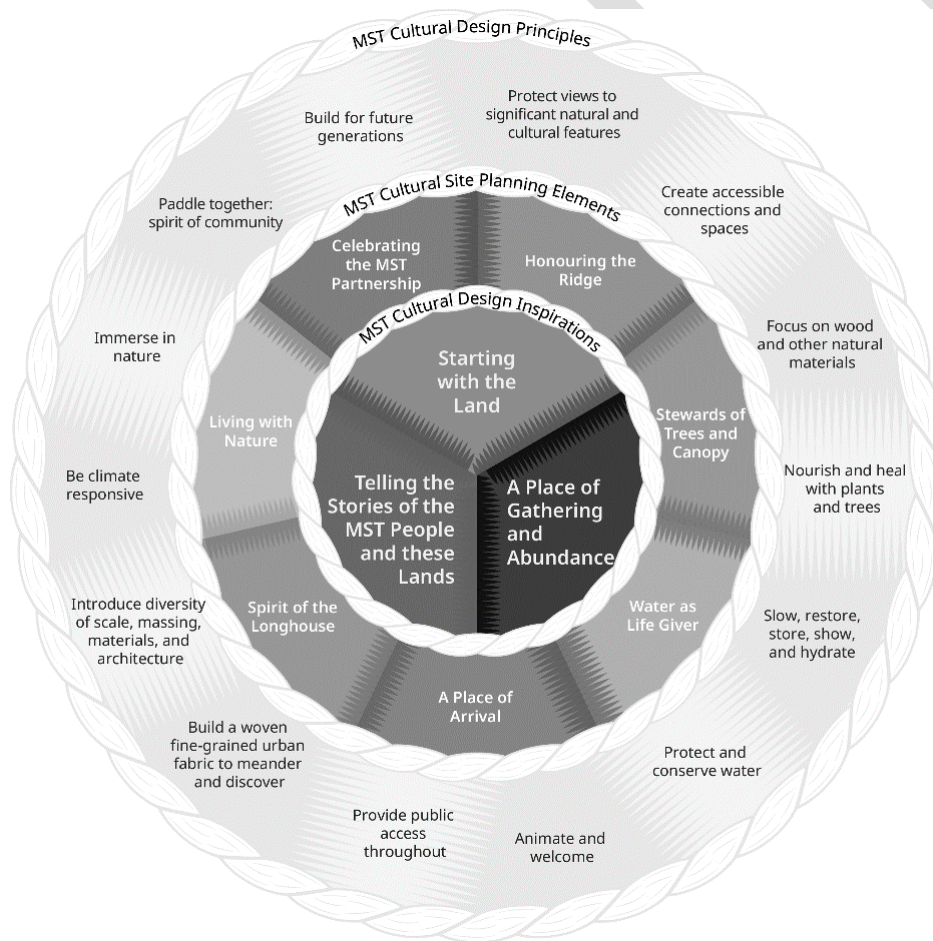 MST Cultural Design Principles
Protect views to
significant natural and
cultural features
Create accessible
connections and
spaces
Focus on wood
and other natural
materials
Nourish and heal
with plants
and trees
Slow, restore,
store, show,
and hydrate
Protect and
conserve water
Animate and
welcome
Provide public
access
throughout
Build a woven
fine-grained urban
fabric to meander
and discover
Introduce diversity
of scale, massing,
materials, and
architecture
Be climate
responsive
Immerse in
nature
Paddle together:
spirit of community
Build for future
generations
MST Cultural Site Planning Elements
Honouring the
Ridge
Stewards of
Trees and
Canopy
Water as
Life Giver
A Place of
Arrival
Spirit of the
Longhouse
Living with
Nature
Celebrating
the MST
Partnership
MST Cultural Design Inspirations
Starting
with the
Land
A Place of
Gathering
and
Abundance
Telling the
Stories of the
MST People
and these
Lands